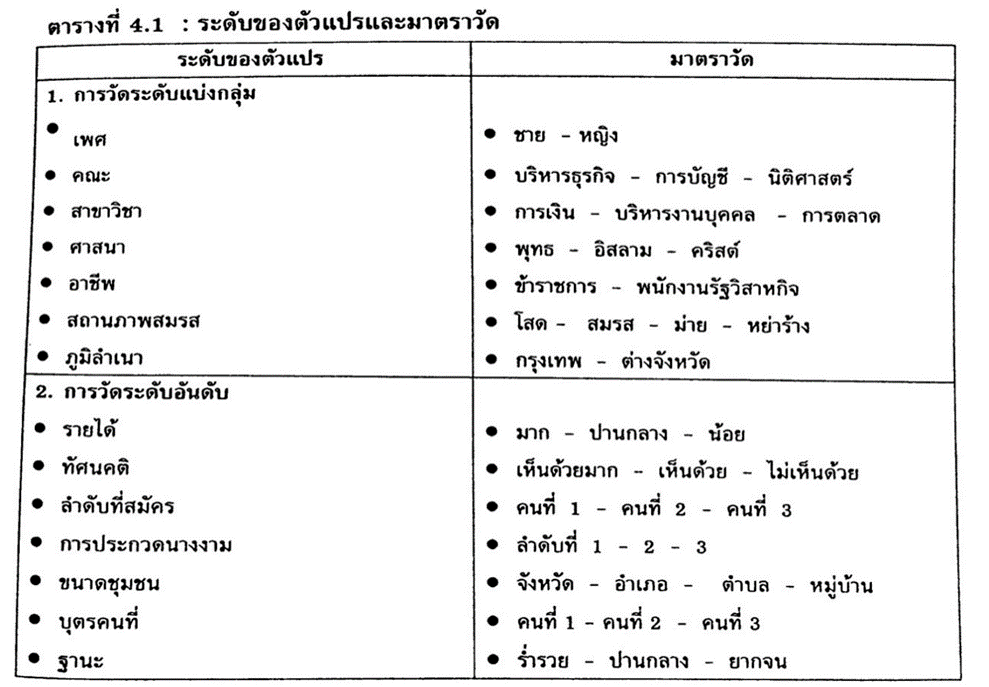 ตารางที่ 4.1 : ระดับของตัวแปรและมาตราวัด
ระดับของตัวแปร มาตราวัด
1. การวัดระดับแบ่งกลุ่ม
• เพศ • ชาย - หญิง
• คณะ • บริหารธุรกิจ - การบัญชี - นิติศาสตร์
• สาขาวิชา • การเงิน - บริหารงานบุคคล - การตลาด
• ศาสนา • พุทธ - อิสลาม - คริสต์
• อาชีพ • ข้าราชการ - พนักงานรัฐวิสาหกิจ
• สถานภาพสมรส • โสด - สมรส - ม่าย - หย่าร้าง
• ภูมิลำเนา • กรุงเทพ - ต่างจังหวัด
2. การวัดระดับอันดับ
• รายได้ • มาก - ปานกลาง - น้อย
• ทัศนคติ • เห็นด้วยมาก - เห็นด้วย - ไม่เห็นด้วย
• ลำดับที่สมัคร • คนที่ 1 - คนที่ 2 - คนที่ 3
• การประกวดนางงาม • ลำดับที่ 1 - 2 - 3
• ขนาดชุมชน • จังหวัด - อำเภอ - ตำบล - หมู่บ้าน
• บุตรคนที่ • คนที่ 1 - คนที่ 2 - คนที่ 3
• ฐานะ • ร่ำรวย - ปานกลาง - ยากจน